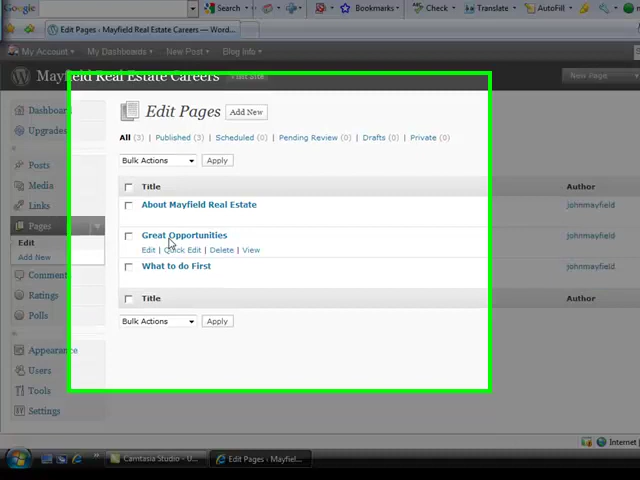 Google Search Bookmarks Check Translate AutoFill
Edit Pages ‹ Mayfield Real Estate Careers — Wor...
My Account My Dashboards New Post Blog Info
Mayfield Real Estate Careers Visit Site New Page
Dashboard
Edit Pages Add New
Upgrades
All (3) | Published (3) | Scheduled (0) | Pending Review (0) | Drafts (0) | Private (0)
Bulk Actions Apply
Posts
Media
Title Author
Links
About Mayfield Real Estate johnmayfield
Pages
Great Opportunities johnmayfield
Edit
Edit | Quick Edit | Delete | View
Add New
What to do First johnmayfield
Comments
Ratings
Title Author
Polls
Bulk Actions Apply
Appearance
Users
Tools
Settings
Internet
Camtasia Studio - U... Edit Pages ‹ Mayfiel...